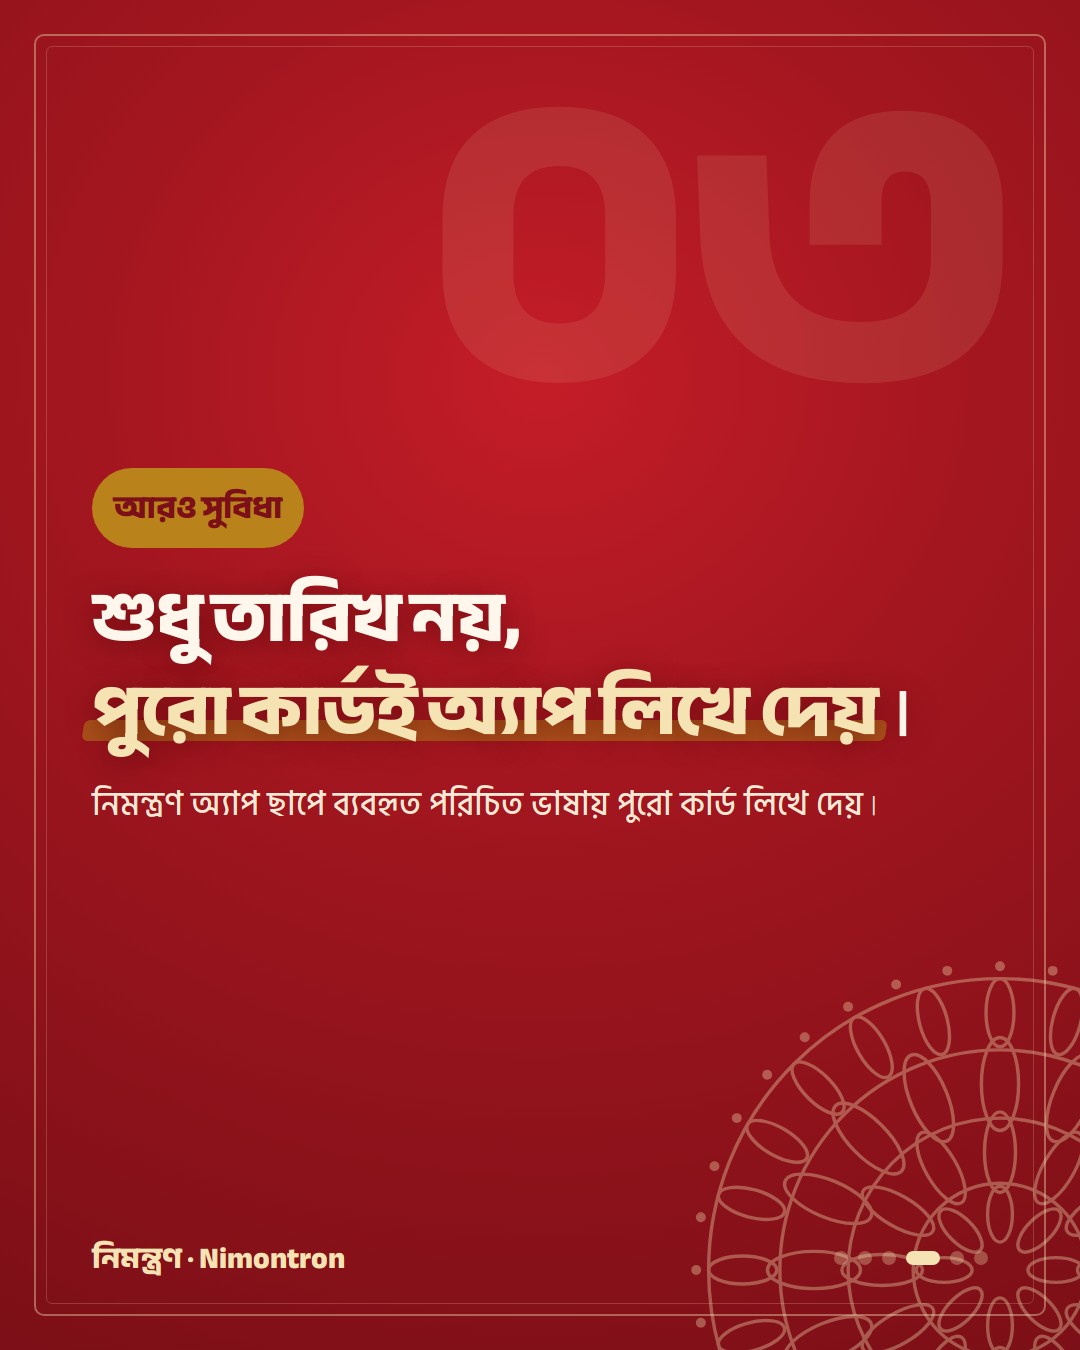 ০৩
আরও সুবিধা
শুধু তারিখ নয়,
পুরো কার্ডই অ্যাপ লিখে দেয়।
নিমন্ত্রণ অ্যাপ ছাপে ব্যবহৃত পরিচিত ভাষায় পুরো কার্ড লিখে দেয়।
নিমন্ত্রণ · Nimontron